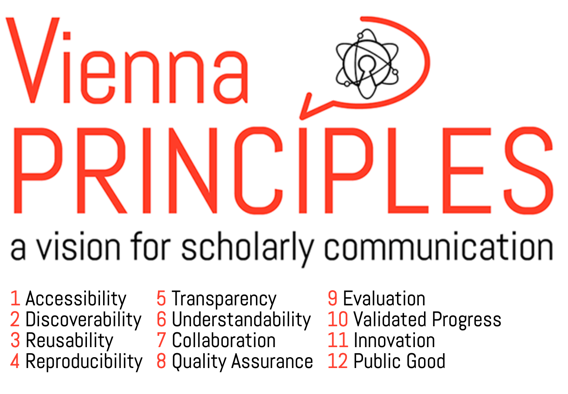 Vienna
PRINCIPLES
a vision for scholarly communication
1 Accessibility
2 Discoverability
3 Reusability
4 Reproducibility
5 Transparency
6 Understandability
7 Collaboration
8 Quality Assurance
9 Evaluation
10 Validated Progress
11 Innovation
12 Public Good